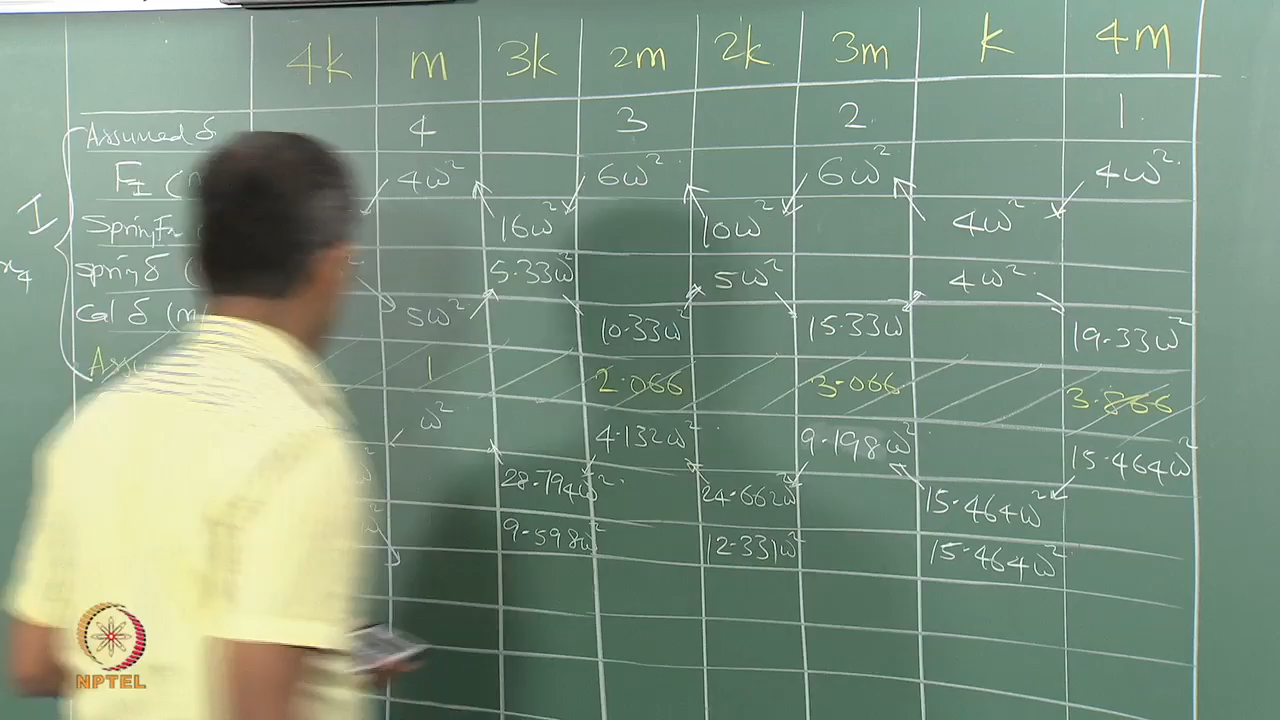 4k m 3k 2m 2k 3m k 4m
Assumed δ 4 3 2 1
F_I (m 4ω² 6ω² 6ω² 4ω²
I Spring Fr 16ω² 10ω² 4ω²
x₄ spring δ ( 5.33ω² 5ω² 4ω²
Cal δ (m) 5ω² 10.33ω² 15.33ω² 19.33ω²
1 2.066 3.066 3.866
ω² 4.132ω² 9.198ω² 15.464ω²
28.794ω² 24.662ω² 15.464ω²
9.598ω² 12.331ω² 15.464ω²
NPTEL